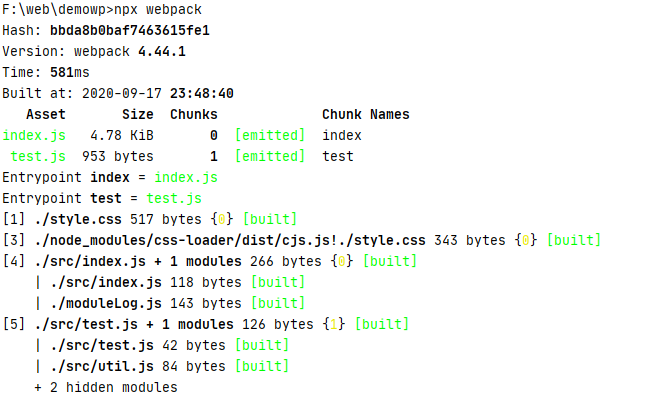 F:\web\demowp>npx webpack
Hash: bbda8b0baf7463615fe1
Version: webpack 4.44.1
Time: 581ms
Built at: 2020-09-17 23:48:40
   Asset       Size  Chunks             Chunk Names
index.js   4.78 KiB       0  [emitted]  index
 test.js  953 bytes       1  [emitted]  test
Entrypoint index = index.js
Entrypoint test = test.js
[1] ./style.css 517 bytes {0} [built]
[3] ./node_modules/css-loader/dist/cjs.js!./style.css 343 bytes {0} [built]
[4] ./src/index.js + 1 modules 266 bytes {0} [built]
    | ./src/index.js 118 bytes [built]
    | ./moduleLog.js 143 bytes [built]
[5] ./src/test.js + 1 modules 126 bytes {1} [built]
    | ./src/test.js 42 bytes [built]
    | ./src/util.js 84 bytes [built]
    + 2 hidden modules